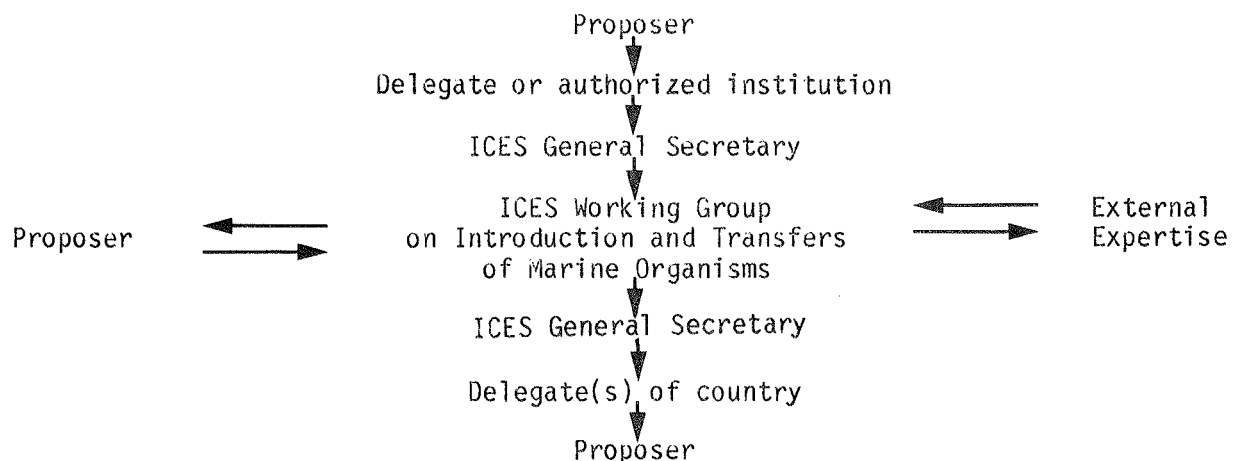 Proposer
Delegate or authorized institution
ICES General Secretary
Proposer
ICES Working Group
on Introduction and Transfers
of Marine Organisms
External
Expertise
ICES General Secretary
Delegate(s) of country
Proposer